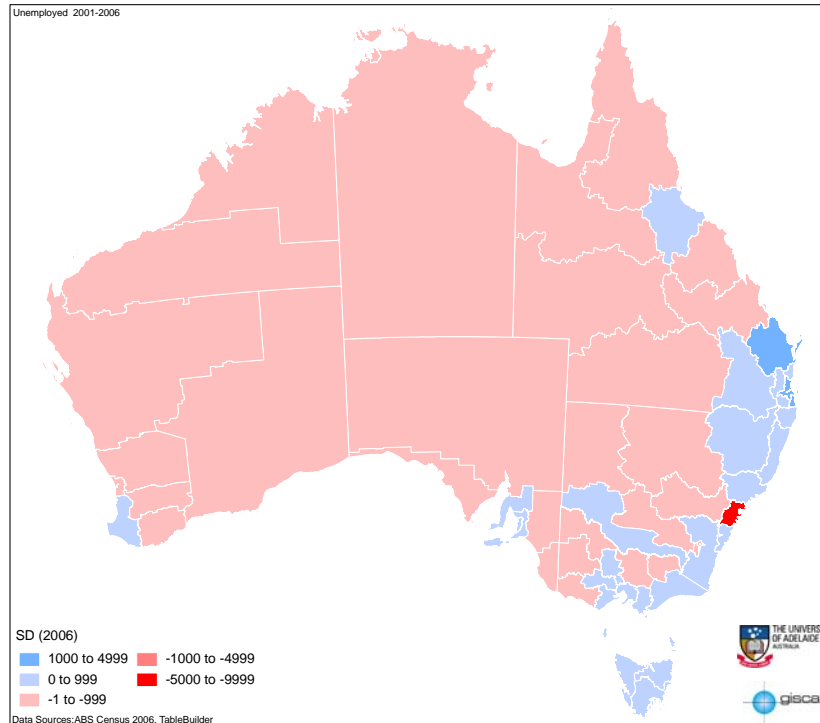 Unemployed 2001-2006
SD (2006)
1000 to 4999
0 to 999
-1 to -999
-1000 to -4999
-5000 to -9999
THE UNIVERS
OF ADELAIDE
AUSTRALIA
gisca
Data Sources:ABS Census 2006, TableBuilder